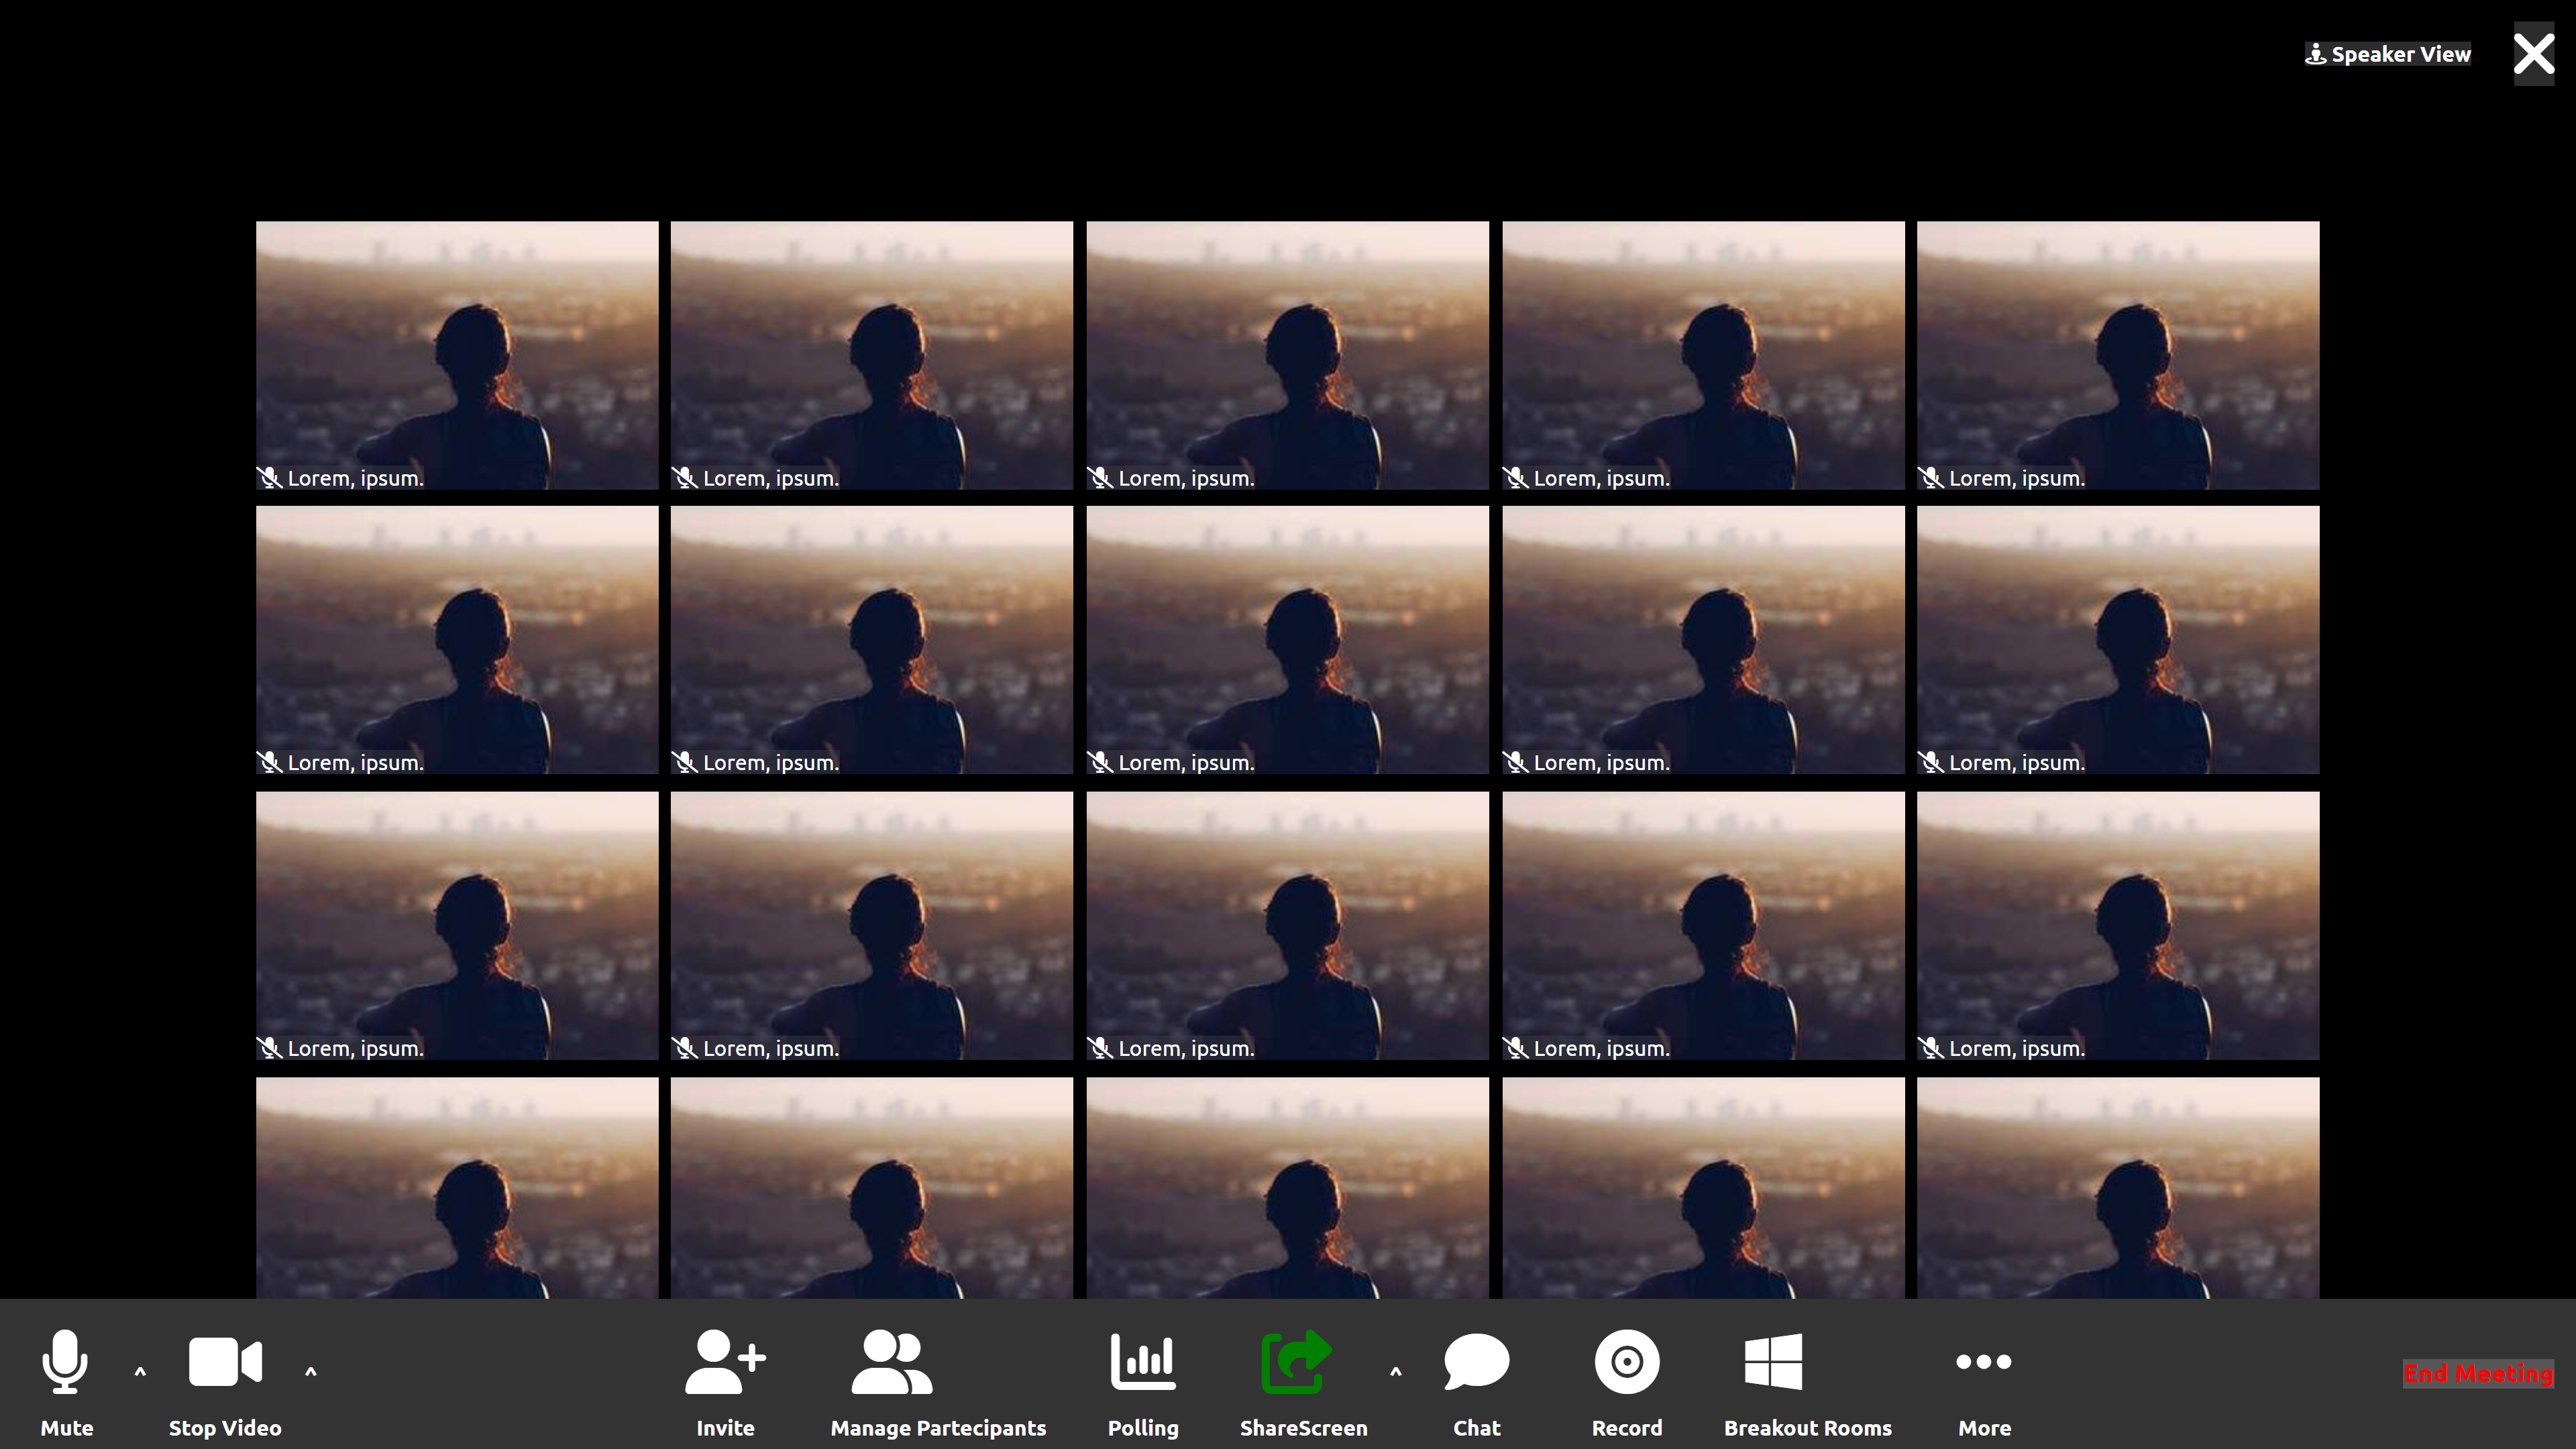 Speaker View
Lorem, ipsum. Lorem, ipsum. Lorem, ipsum. Lorem, ipsum. Lorem, ipsum.
Lorem, ipsum. Lorem, ipsum. Lorem, ipsum. Lorem, ipsum. Lorem, ipsum.
Lorem, ipsum. Lorem, ipsum. Lorem, ipsum. Lorem, ipsum. Lorem, ipsum.
^ ^ ^ End Meeting
Mute Stop Video Invite Manage Partecipants Polling ShareScreen Chat Record Breakout Rooms More